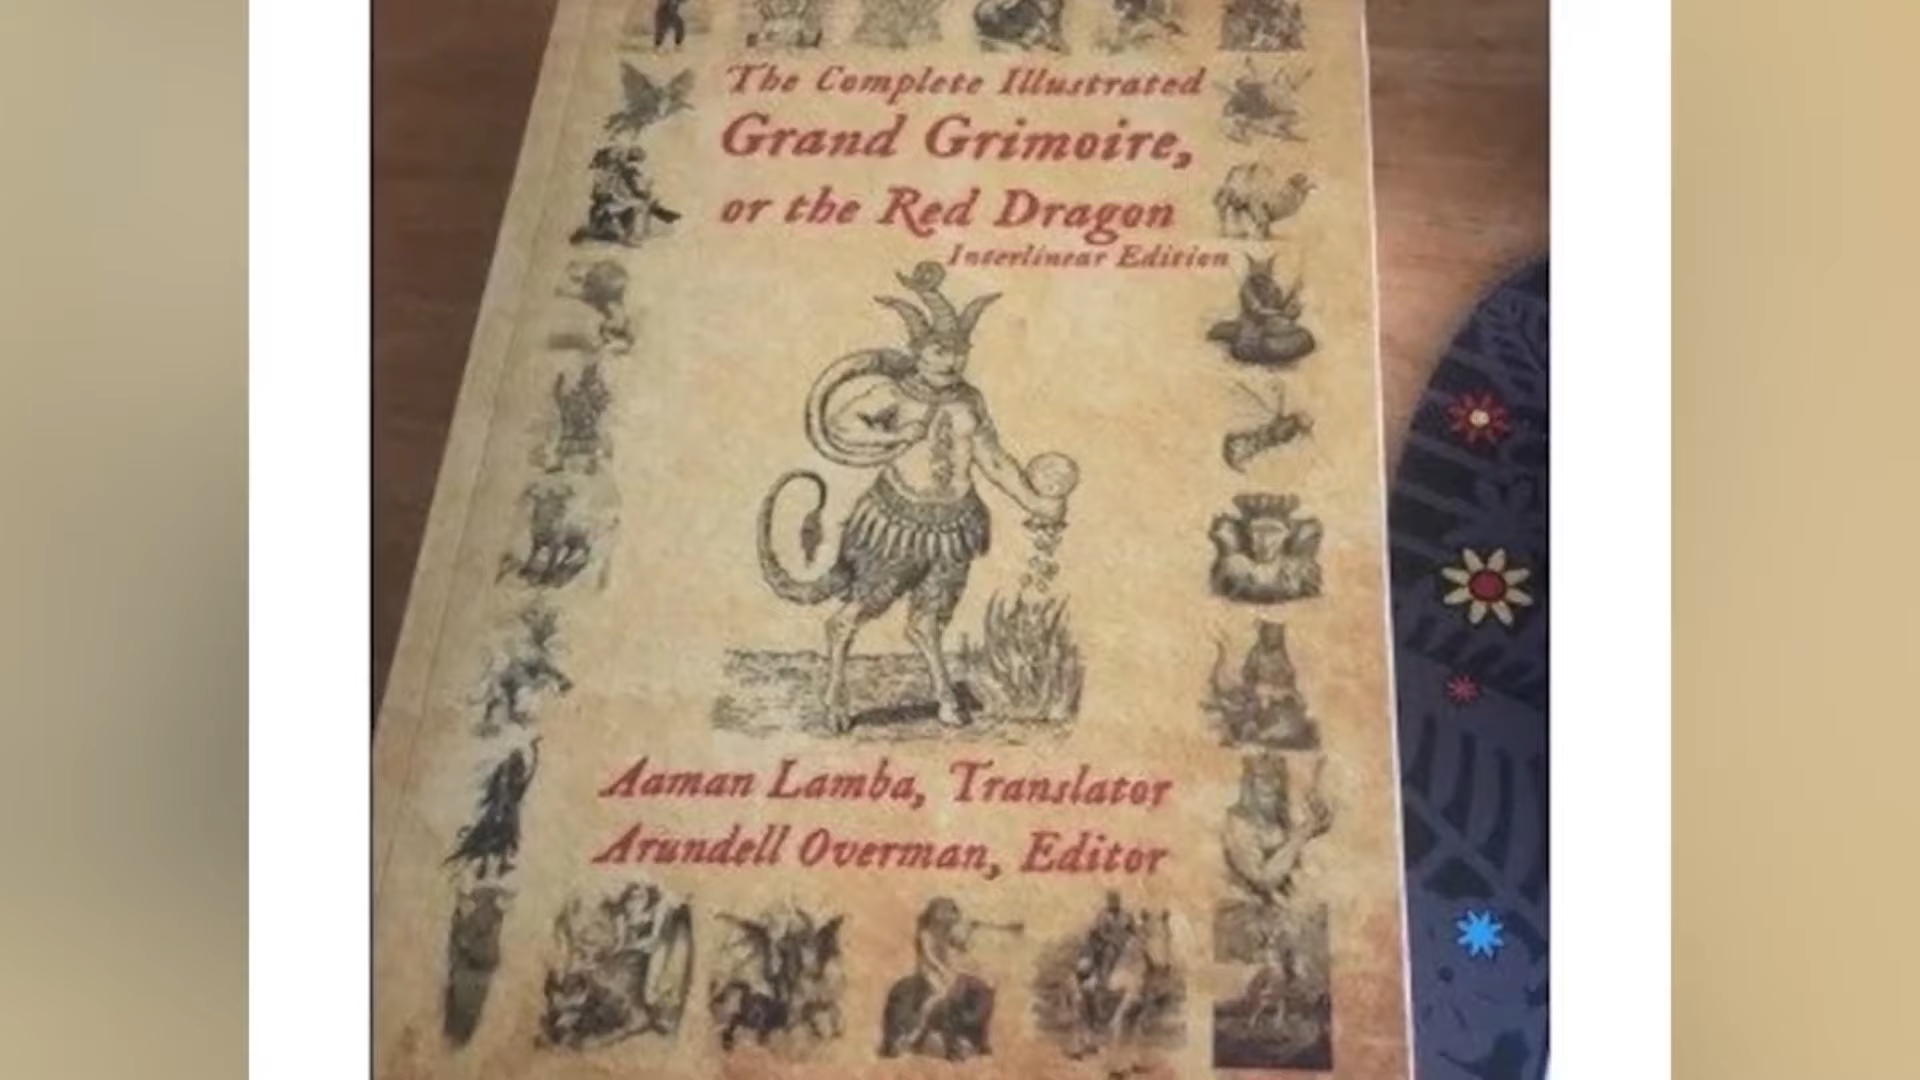 The Complete Illustrated
Grand Grimoire,
or the Red Dragon
Interlinear Edition
Aaman Lamba, Translator
Arundell Overman, Editor